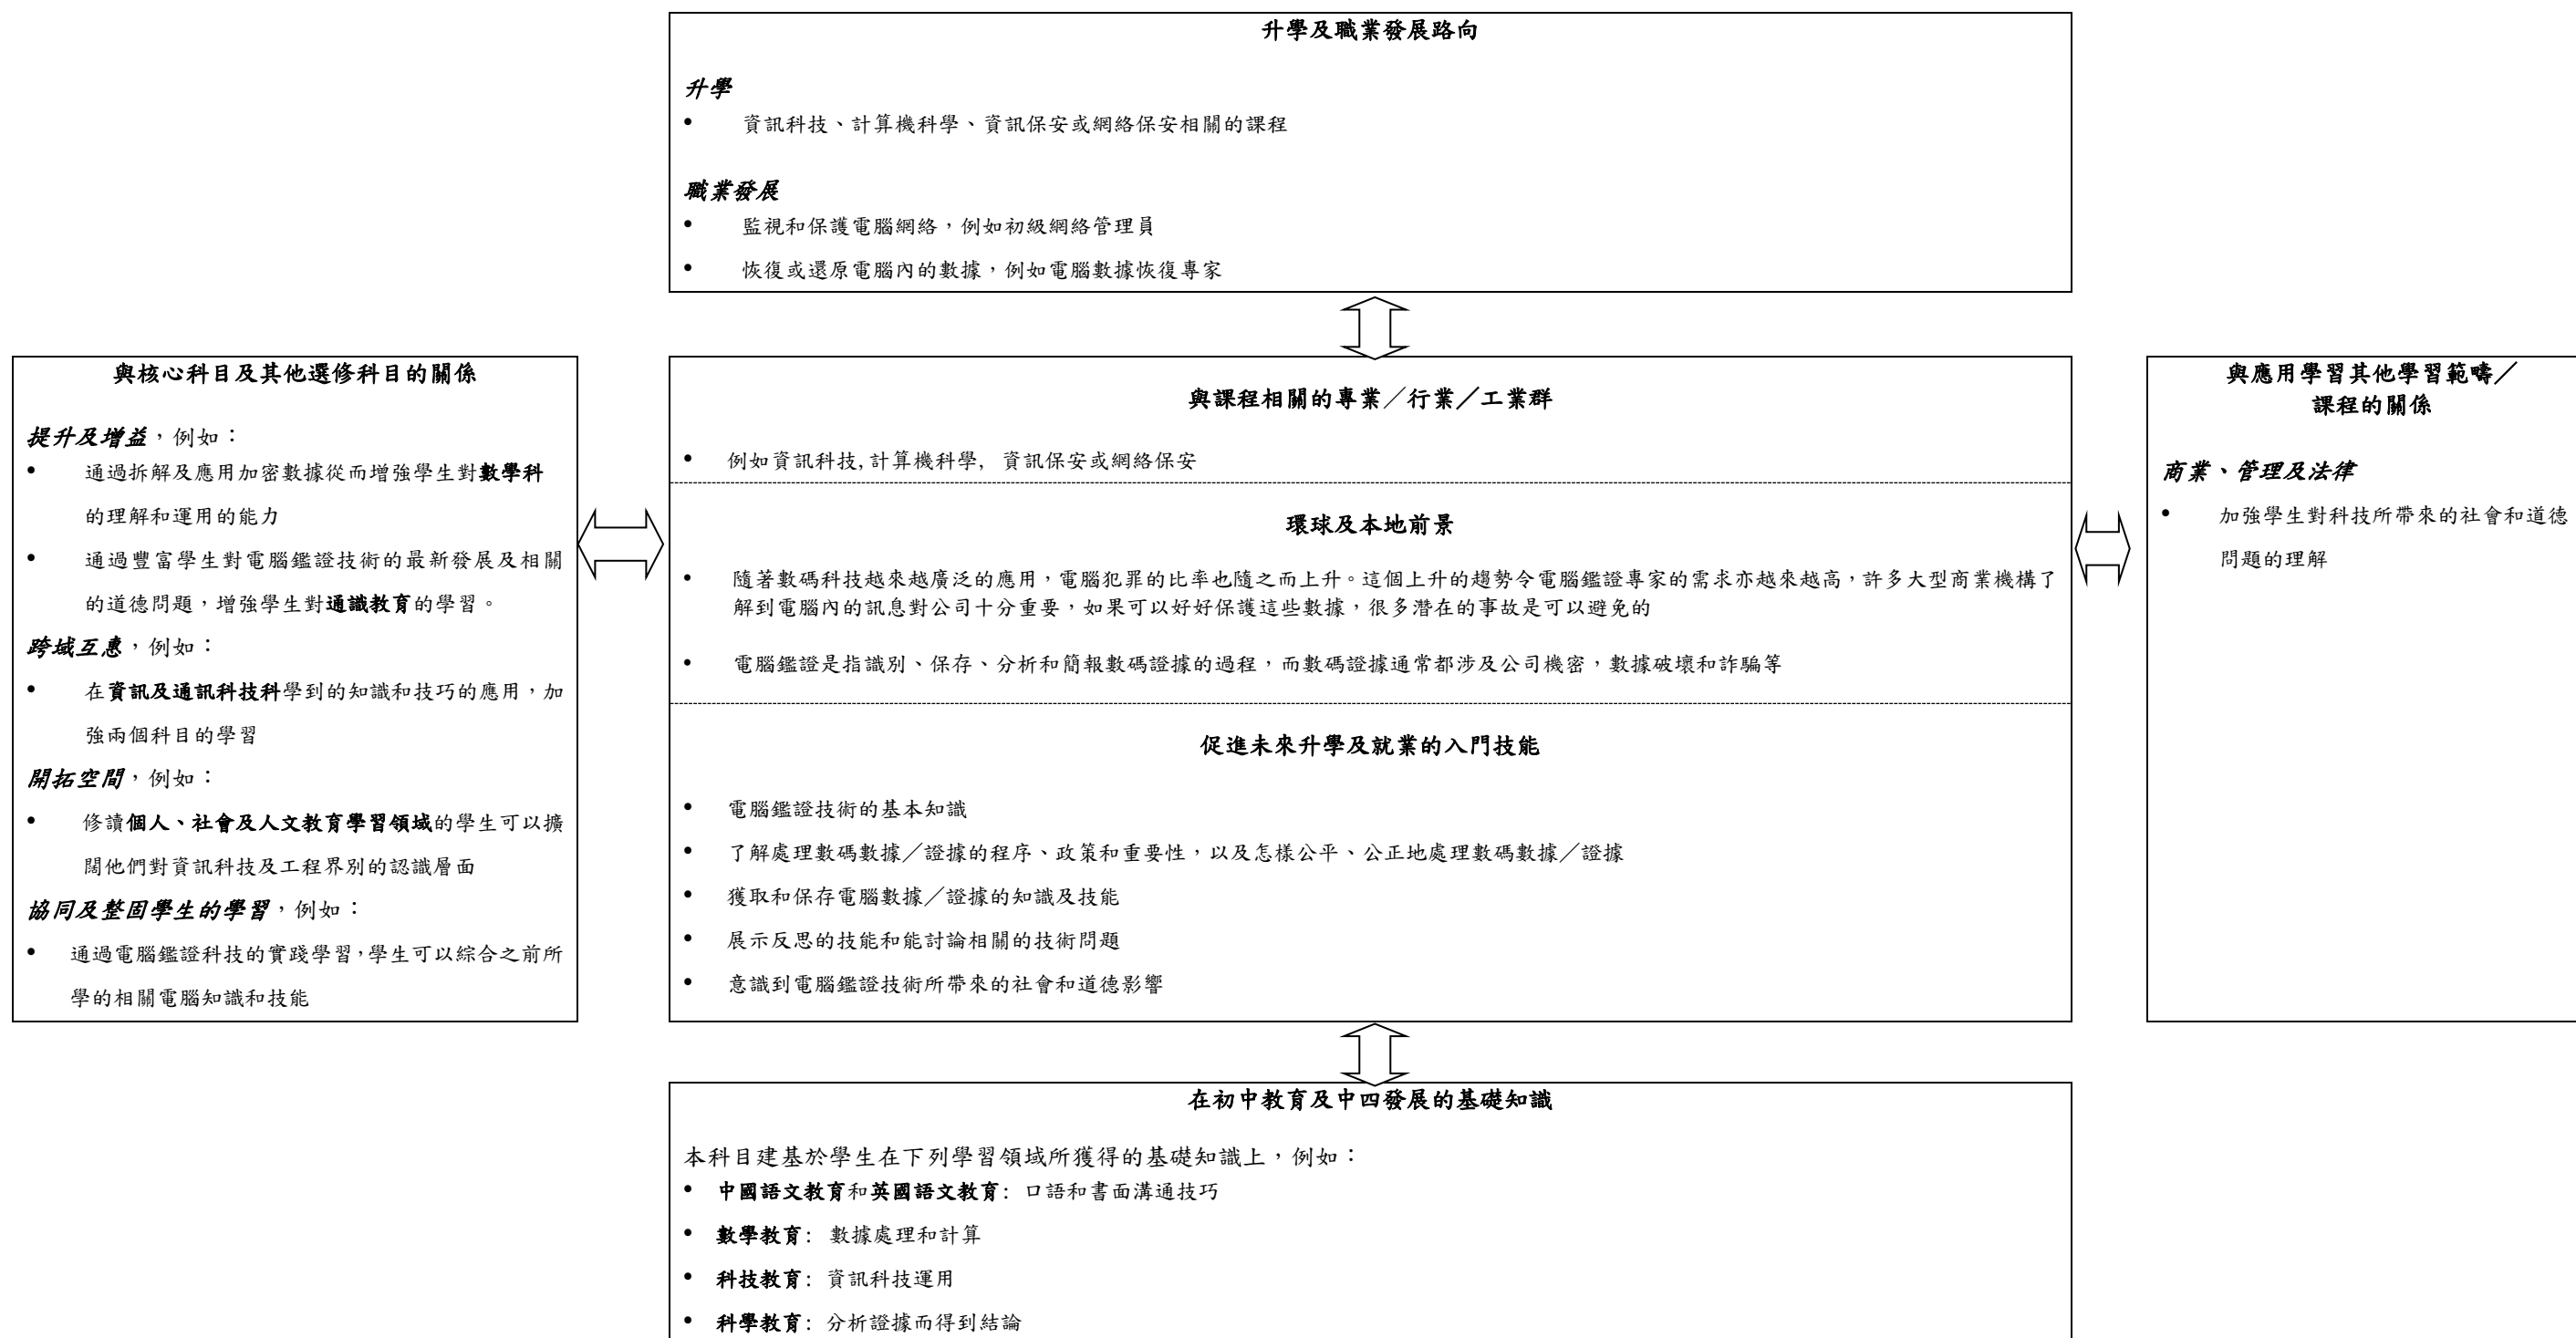 升學及職業發展路向
升學
• 資訊科技、計算機科學、資訊保安或網絡保安相關的課程
職業發展
• 監視和保護電腦網絡，例如初級網絡管理員
• 恢復或還原電腦內的數據，例如電腦數據恢復專家
與核心科目及其他選修科目的關係
提升及增益，例如：
• 通過拆解及應用加密數據從而增強學生對數學科
的理解和運用的能力
• 通過豐富學生對電腦鑑證技術的最新發展及相關
的道德問題，增強學生對通識教育的學習。
跨域互惠，例如：
• 在資訊及通訊科技科學到的知識和技巧的應用，加
強兩個科目的學習
開拓空間，例如：
• 修讀個人、社會及人文教育學習領域的學生可以擴
闊他們對資訊科技及工程界別的認識層面
協同及整固學生的學習，例如：
• 通過電腦鑑證科技的實踐學習，學生可以綜合之前所
學的相關電腦知識和技能
與課程相關的專業／行業／工業群
• 例如資訊科技, 計算機科學, 資訊保安或網絡保安
環球及本地前景
• 隨著數碼科技越來越廣泛的應用，電腦犯罪的比率也隨之而上升。這個上升的趨勢令電腦鑑證專家的需求亦越來越高，許多大型商業機構了
解到電腦內的訊息對公司十分重要，如果可以好好保護這些數據，很多潛在的事故是可以避免的
• 電腦鑑證是指識別、保存、分析和簡報數碼證據的過程，而數碼證據通常都涉及公司機密，數據破壞和詐騙等
促進未來升學及就業的入門技能
• 電腦鑑證技術的基本知識
• 了解處理數碼數據／證據的程序、政策和重要性，以及怎樣公平、公正地處理數碼數據／證據
• 獲取和保存電腦數據／證據的知識及技能
• 展示反思的技能和能討論相關的技術問題
• 意識到電腦鑑證技術所帶來的社會和道德影響
與應用學習其他學習範疇／
課程的關係
商業、管理及法律
• 加強學生對科技所帶來的社會和道德
問題的理解
在初中教育及中四發展的基礎知識
本科目建基於學生在下列學習領域所獲得的基礎知識上，例如：
• 中國語文教育和英國語文教育: 口語和書面溝通技巧
• 數學教育: 數據處理和計算
• 科技教育: 資訊科技運用
• 科學教育: 分析證據而得到結論